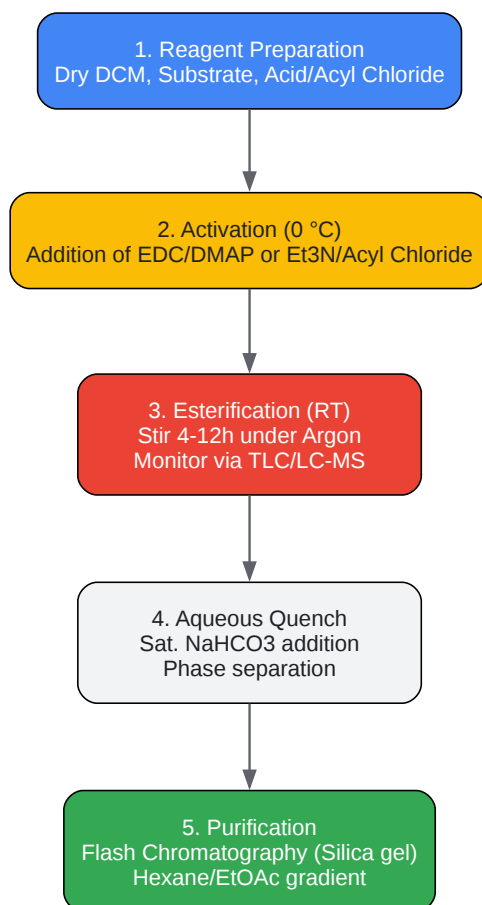 1. Reagent Preparation
Dry DCM, Substrate, Acid/Acyl Chloride
2. Activation (0 °C)
Addition of EDC/DMAP or Et3N/Acyl Chloride
3. Esterification (RT)
Stir 4-12h under Argon
Monitor via TLC/LC-MS
4. Aqueous Quench
Sat. NaHCO3 addition
Phase separation
5. Purification
Flash Chromatography (Silica gel)
Hexane/EtOAc gradient